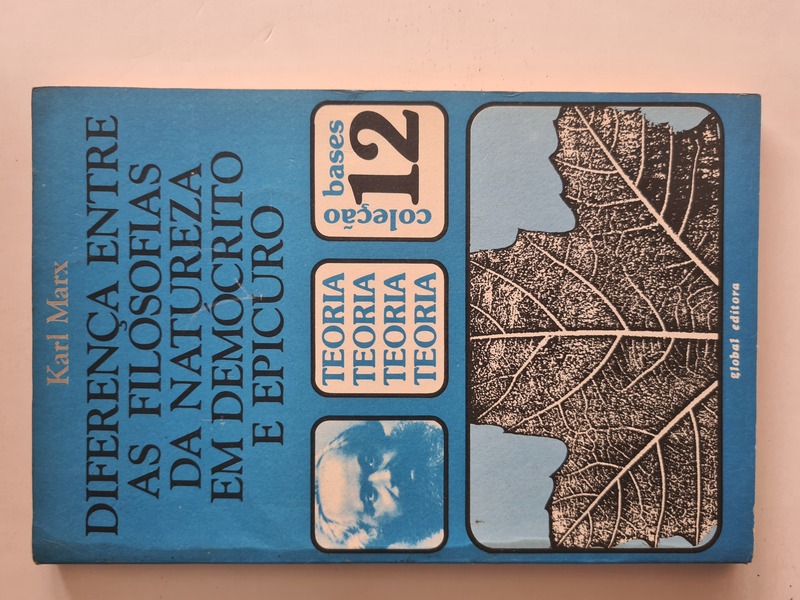 Karl Marx
DIFERENÇA ENTRE
AS FILOSOFIAS
DA NATUREZA
EM DEMÓCRITO
E EPICURO
TEORIA
TEORIA
TEORIA
TEORIA
coleção
bases
12
global editora